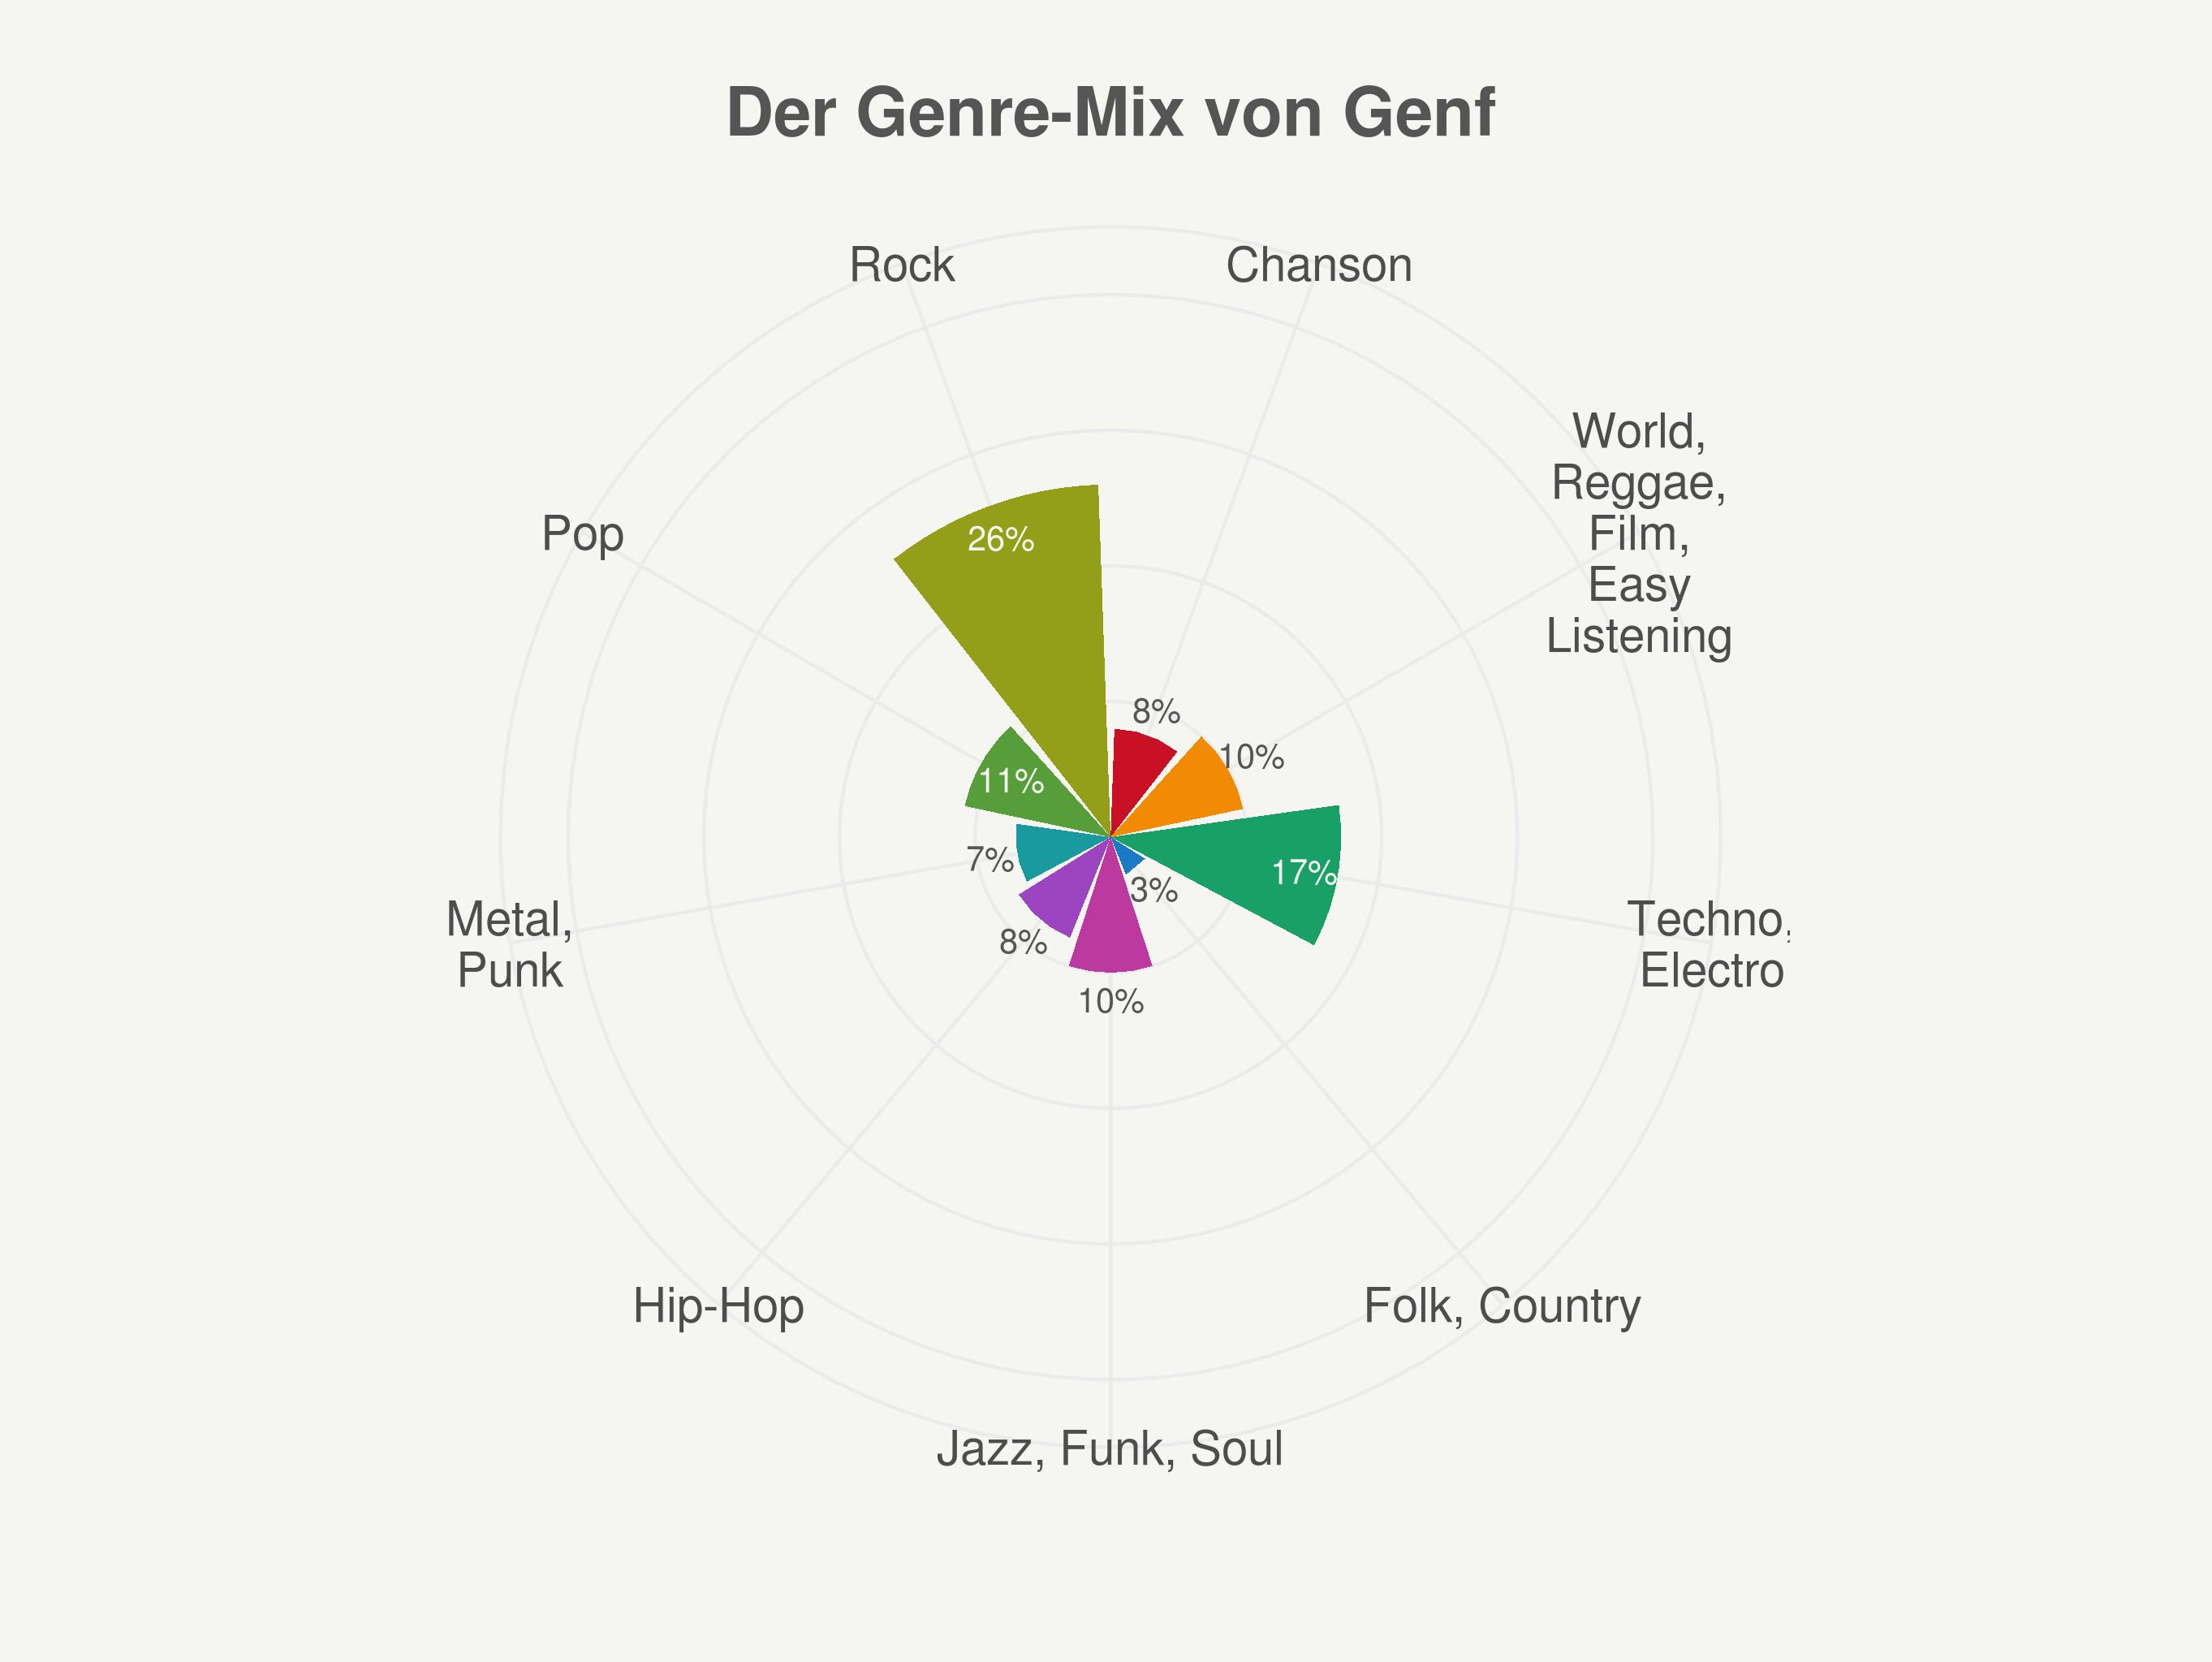 Der Genre-Mix von Genf
Rock
Chanson
World,
Reggae,
Film,
Easy
Listening
Pop
26%
8%
10%
11%
17%
7%
3%
8%
10%
Metal,
Punk
Techno,
Electro
Hip-Hop
Folk, Country
Jazz, Funk, Soul